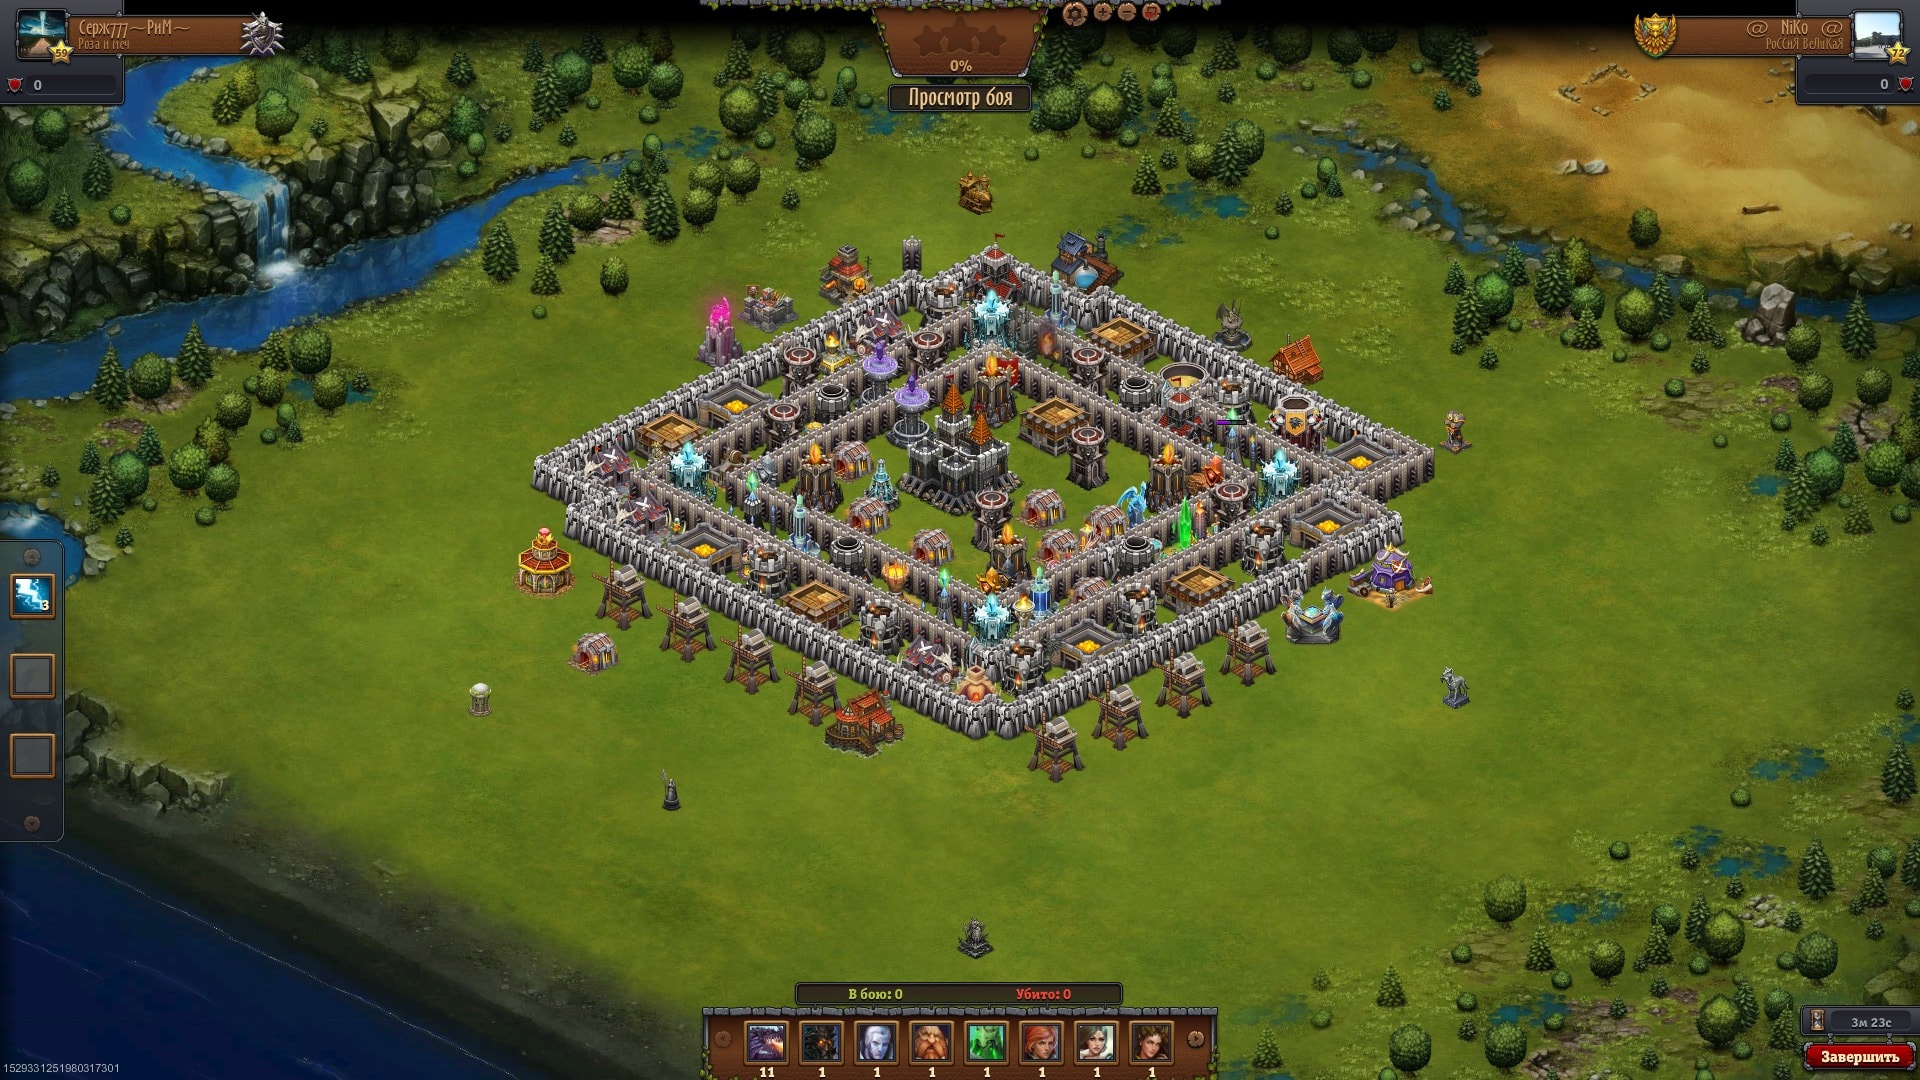 Серж777~РиМ~
Роза и меч
59
0
0%
Просмотр боя
@ NiKo @
РоССиЯ ВеЛиКаЯ
72
0
3
В бою: 0 Убито: 0
11 1 1 1 1 1 1 1
3м 23с
Завершить
1529331251980317301